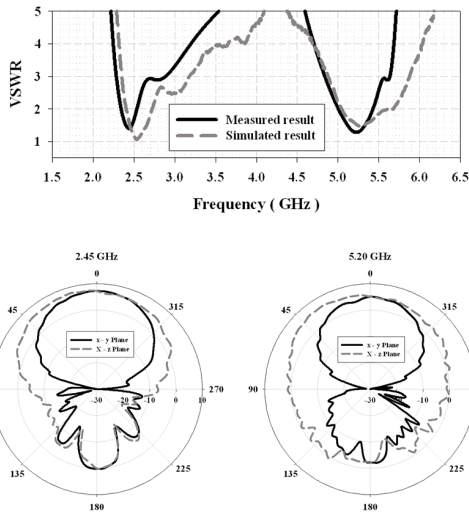 5
4
3
2
1
VSWR
Measured result
Simulated result
1.5 2.0 2.5 3.0 3.5 4.0 4.5 5.0 5.5 6.0 6.5
Frequency ( GHz )
2.45 GHz
0
45
315
x - y Plane
X - z Plane
270
-30 -20 -10 0 10
135
225
180
5.20 GHz
0
45
315
x - y Plane
X - z Plane
90
-30 -20 -10 0
135
225
180